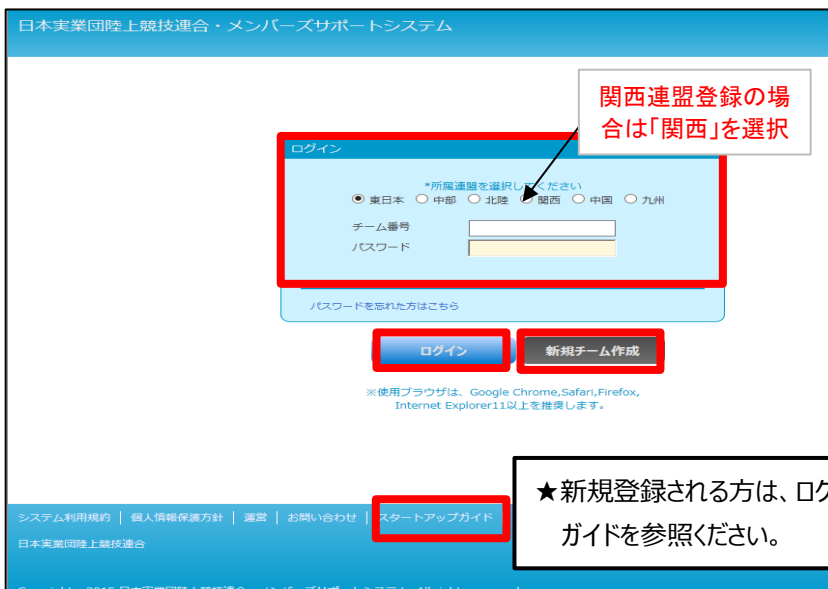 日本実業団陸上競技連合・メンバーズサポートシステム
関西連盟登録の場
合は「関西」を選択
ログイン
*所属連盟を選択してください
東日本 中部 北陸 関西 中国 九州
チーム番号
パスワード
パスワードを忘れた方はこちら
ログイン 新規チーム作成
※使用ブラウザは、Google Chrome,Safari,Firefox,
Internet Explorer11以上を推奨します。
★新規登録される方は、ログ
ガイドを参照ください。
システム利用規約 | 個人情報保護方針 | 運営 | お問い合わせ | スタートアップガイド
日本実業団陸上競技連合